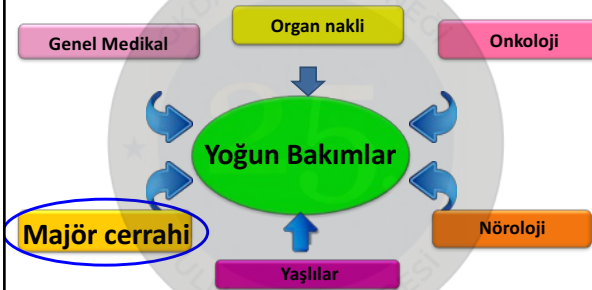 Organ nakli
Genel Medikal
Onkoloji
Yoğun Bakımlar
Majör cerrahi
Nöroloji
Yaşlılar